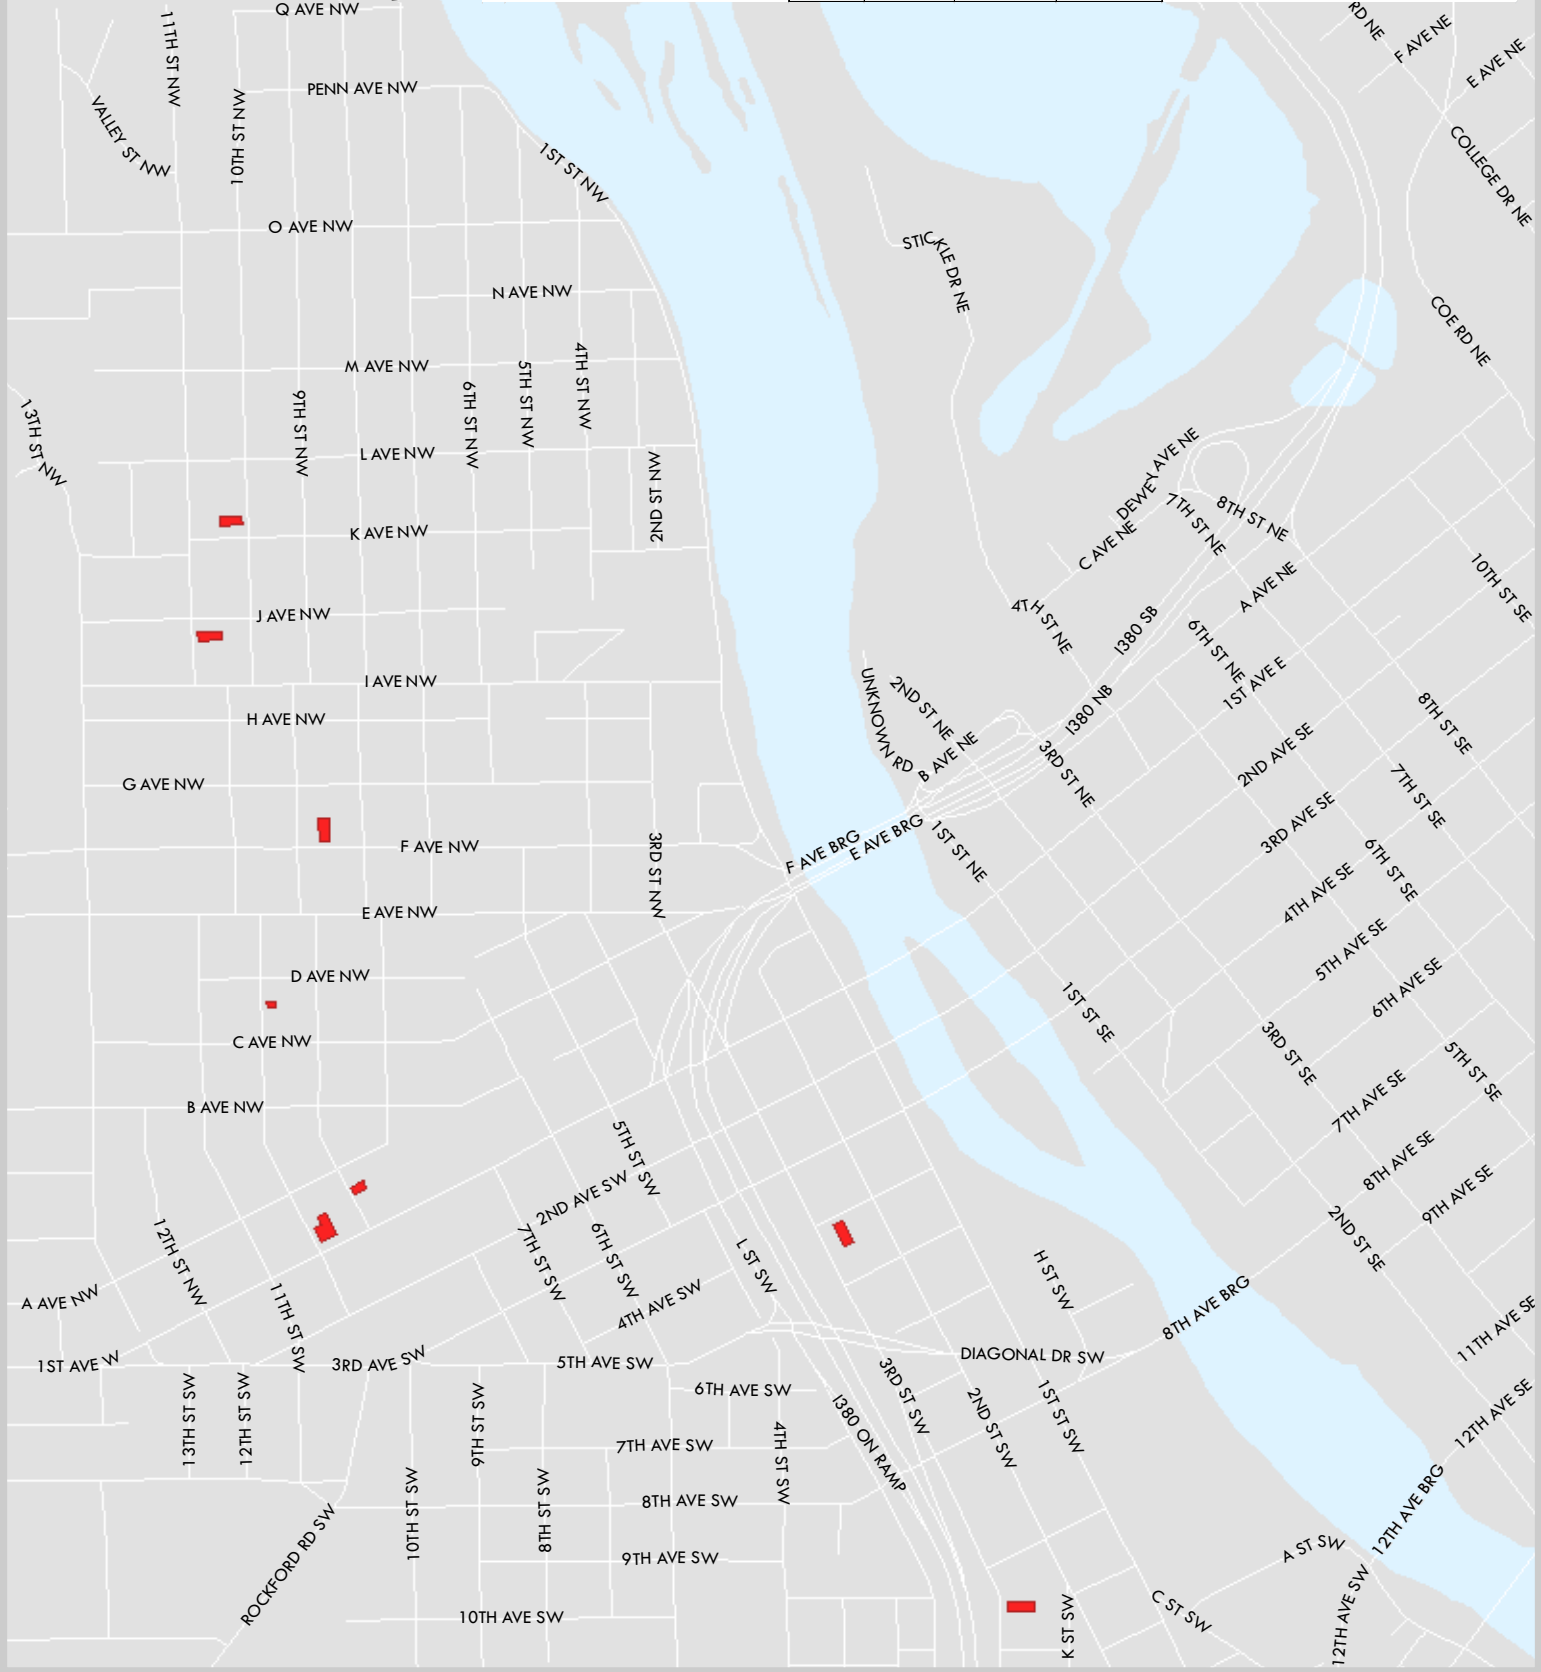 Q AVE NW
11TH ST NW
RD NE
F AVE NE
E AVE NE
PENN AVE NW
VALLEY ST NW
10TH ST NW
1ST ST NW
COLLEGE DR NE
O AVE NW
STICKLE DR NE
N AVE NW
COE RD NE
M AVE NW
4TH ST NW
5TH ST NW
6TH ST NW
9TH ST NW
13TH ST NW
L AVE NW
2ND ST NW
DEWEY AVE NE
7TH ST NE
8TH ST NE
K AVE NW
C AVE NE
A AVE NE
10TH ST SE
J AVE NW
4TH ST NE
I380 SB
6TH ST NE
I AVE NW
1ST AVE E
UNKNOWN RD
2ND ST NE
I380 NB
H AVE NW
8TH ST SE
B AVE NE
2ND AVE SE
3RD ST NE
G AVE NW
7TH ST SE
3RD AVE SE
F AVE NW
F AVE BRG
E AVE BRG
1ST ST NE
3RD ST NW
6TH ST SE
4TH AVE SE
E AVE NW
5TH AVE SE
D AVE NW
6TH AVE SE
1ST ST SE
C AVE NW
3RD ST SE
5TH ST SE
B AVE NW
7TH AVE SE
5TH ST SW
8TH AVE SE
2ND AVE SW
9TH AVE SE
12TH ST NW
7TH ST SW
6TH ST SW
L ST SW
H ST SW
2ND ST SE
A AVE NW
11TH ST SW
4TH AVE SW
8TH AVE BRG
11TH AVE SE
1ST AVE W
3RD AVE SW
5TH AVE SW
DIAGONAL DR SW
6TH AVE SW
3RD ST SW
2ND ST SW
1ST ST SW
13TH ST SW
12TH ST SW
9TH ST SW
I380 ON RAMP
12TH AVE SE
7TH AVE SW
4TH ST SW
10TH ST SW
8TH ST SW
8TH AVE SW
12TH AVE BRG
ROCKFORD RD SW
9TH AVE SW
A ST SW
10TH AVE SW
K ST SW
C ST SW
12TH AVE SW